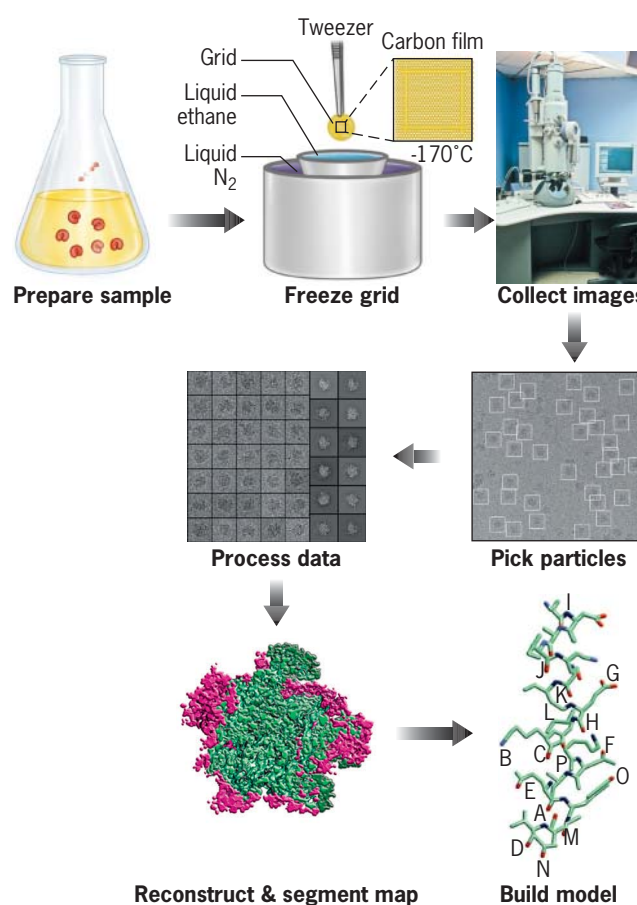 Tweezer
Grid
Carbon film
Liquid
ethane
Liquid
N2
-170˚C
Prepare sample
Freeze grid
Collect images
Process data
Pick particles
I
J
G
K
L
H
B
C
P
F
E
O
A
M
D
N
Reconstruct & segment map
Build model